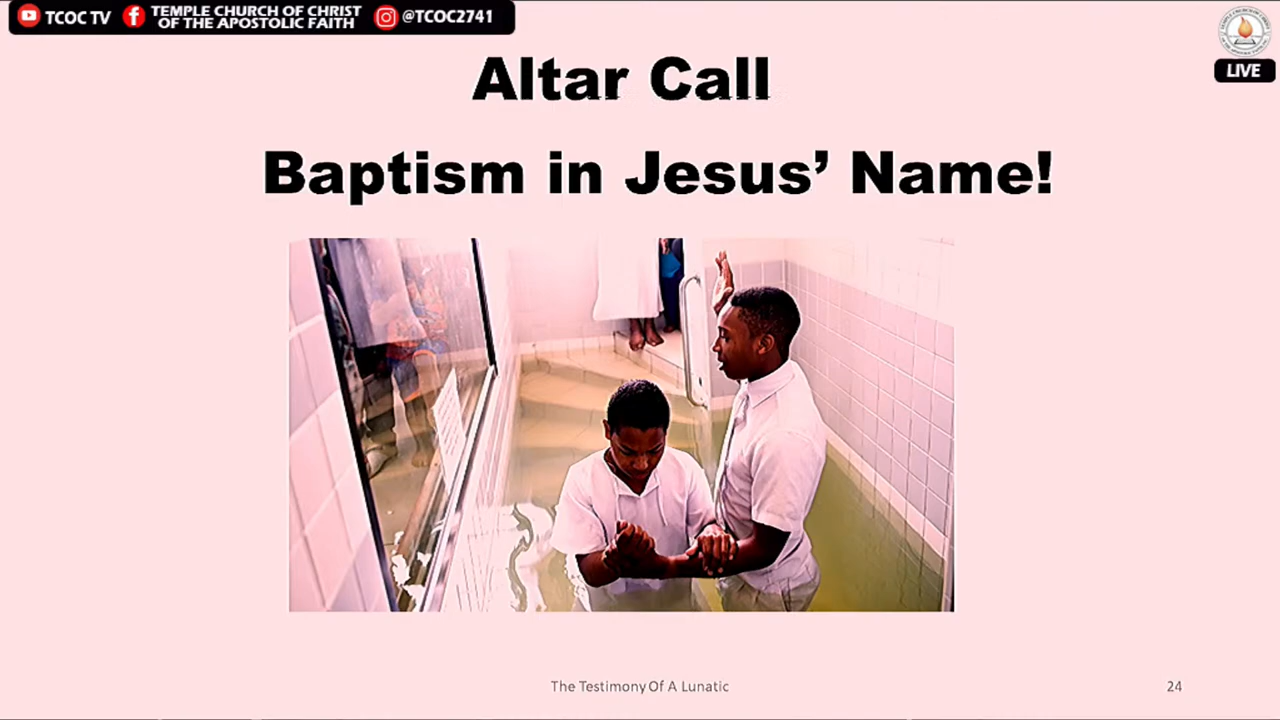 TCOC TV
TEMPLE CHURCH OF CHRIST
OF THE APOSTOLIC FAITH
@TCOC2741
LIVE
Altar Call
Baptism in Jesus’ Name!
The Testimony Of A Lunatic
24